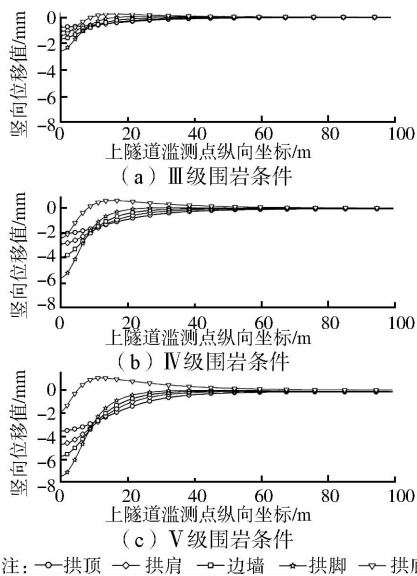 竖向位移值/mm
0
-2
-4
-6
-8
0 20 40 60 80 100
上隧道监测点纵向坐标/m
(a)Ⅲ级围岩条件
竖向位移值/mm
0
-2
-4
-6
-8
0 20 40 60 80 100
上隧道监测点纵向坐标/m
(b)Ⅳ级围岩条件
竖向位移值/mm
0
-2
-4
-6
-8
0 20 40 60 80 100
上隧道监测点纵向坐标/m
(c)Ⅴ级围岩条件
注: 拱顶 拱肩 边墙 拱脚 拱